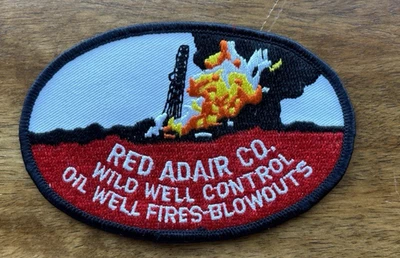 RED ADAIR CO.
WILD WELL CONTROL
OIL WELL FIRES-BLOWOUTS